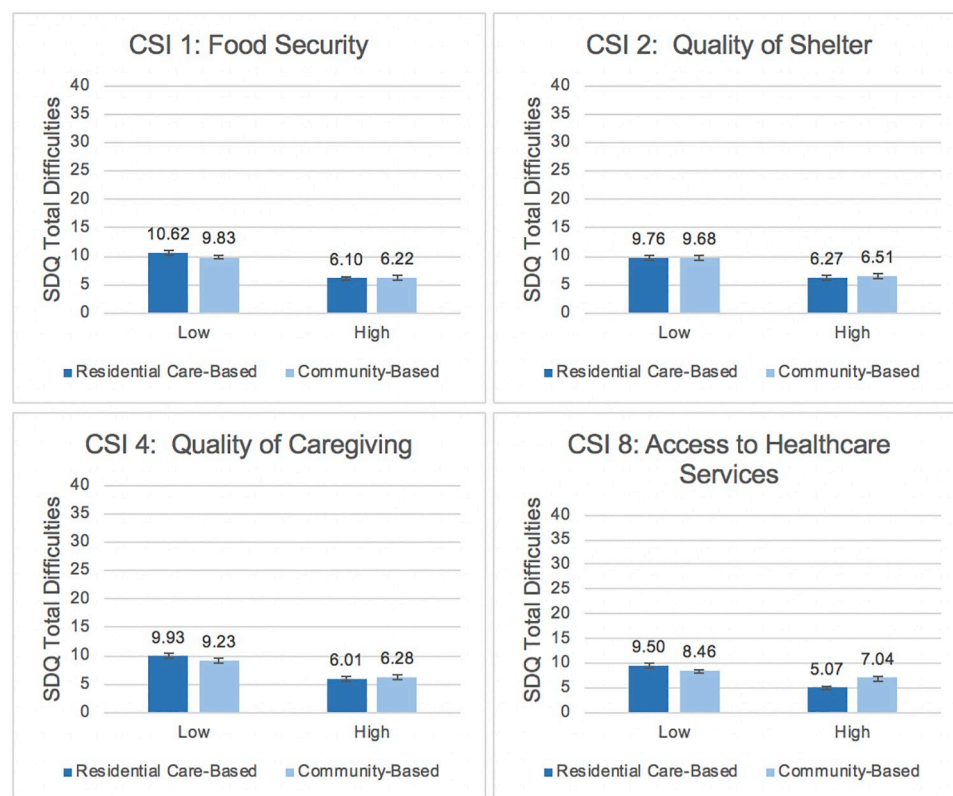 CSI 1: Food Security
SDQ Total Difficulties
40
35
30
25
20
15
10
5
0
10.62 9.83
6.10 6.22
Low High
Residential Care-Based Community-Based
CSI 2: Quality of Shelter
SDQ Total Difficulties
40
35
30
25
20
15
10
5
0
9.76 9.68
6.27 6.51
Low High
Residential Care-Based Community-Based
CSI 4: Quality of Caregiving
SDQ Total Difficulties
40
35
30
25
20
15
10
5
0
9.93 9.23
6.01 6.28
Low High
Residential Care-Based Community-Based
CSI 8: Access to Healthcare
Services
SDQ Total Difficulties
40
35
30
25
20
15
10
5
0
9.50 8.46
5.07 7.04
Low High
Residential Care-Based Community-Based